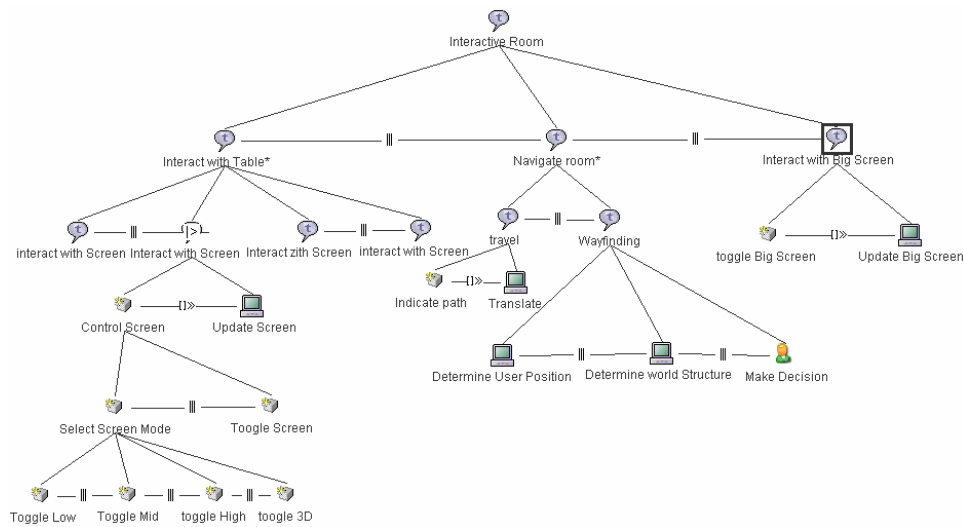 Interactive Room
Interact with Table*
|||
Navigate room*
|||
Interact with Big Screen
interact with Screen
|||
|>
Interact with Screen
Interact zith Screen
|||
interact with Screen
travel
|||
Wayfinding
toggle Big Screen
[]»
Update Big Screen
Indicate path
[]»
Translate
Control Screen
[]»
Update Screen
Determine User Position
|||
Determine world Structure
|||
Make Decision
Select Screen Mode
|||
Toogle Screen
Toggle Low
|||
Toggle Mid
|||
toggle High
|||
toogle 3D